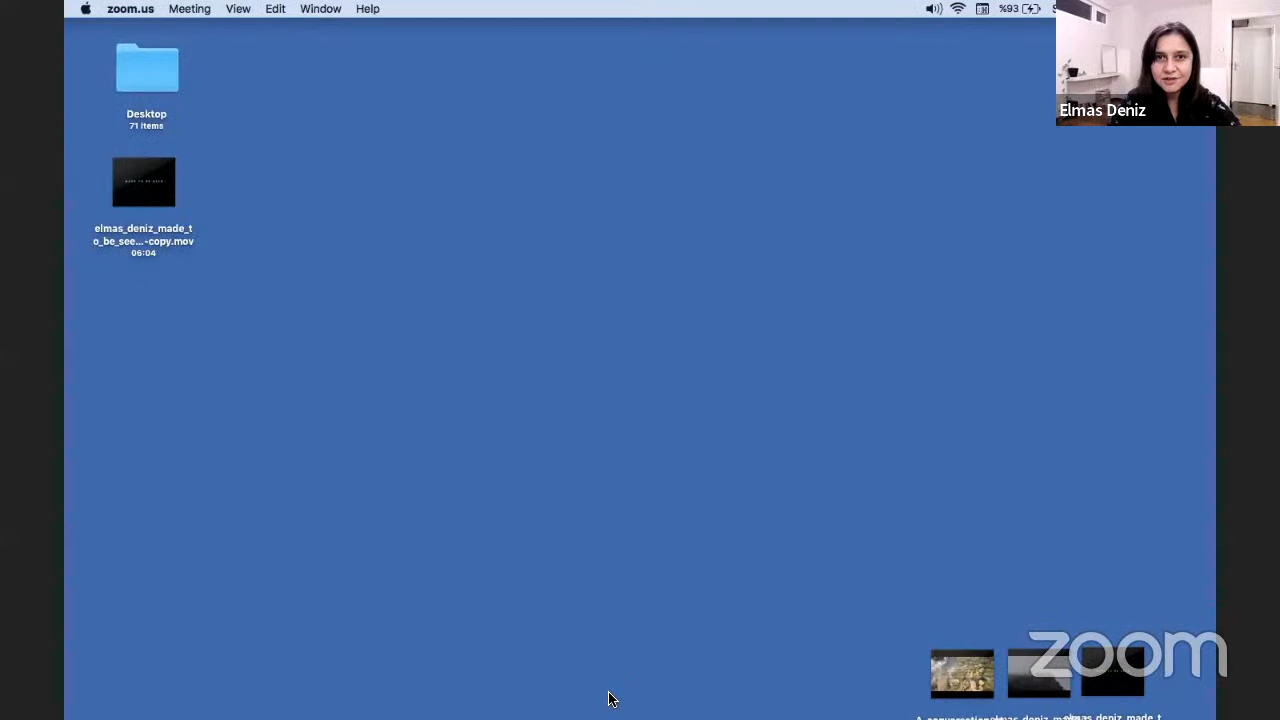 zoom.us Meeting View Edit Window Help
%93
Elmas Deniz
Desktop
71 items
elmas_deniz_made_t
o_be_see...-copy.mov
06:04
zoom